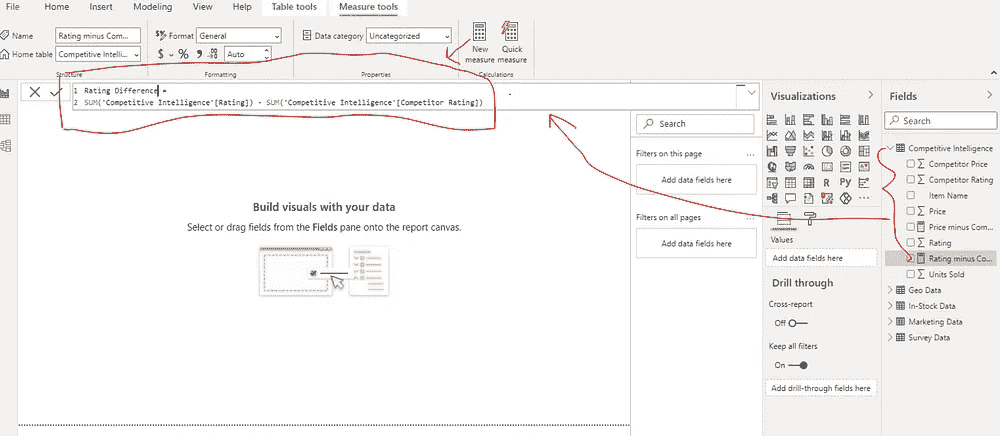 File
Home
Insert
Modeling
View
Help
Table tools
Measure tools
Name
Rating minus Com...
Home table
Competitive Intelli...
Structure
Format
General
$
%
Auto
Formatting
Data category
Uncategorized
Properties
New
measure
Quick
measure
Calculations
1 Rating Difference =
2 SUM('Competitive Intelligence'[Rating]) - SUM('Competitive Intelligence'[Competitor Rating])
Build visuals with your data
Select or drag fields from the Fields pane onto the report canvas.
Search
Filters on this page
...
Add data fields here
Filters on all pages
...
Add data fields here
Visualizations
R
Py
...
Values
Add data fields here
Drill through
Cross-report
Off
Keep all filters
On
Add drill-through fields here
Fields
Search
Competitive Intelligence
Competitor Price
Competitor Rating
Item Name
Price
Price minus Com...
Rating
Rating minus Co...
Units Sold
Geo Data
In-Stock Data
Marketing Data
Survey Data